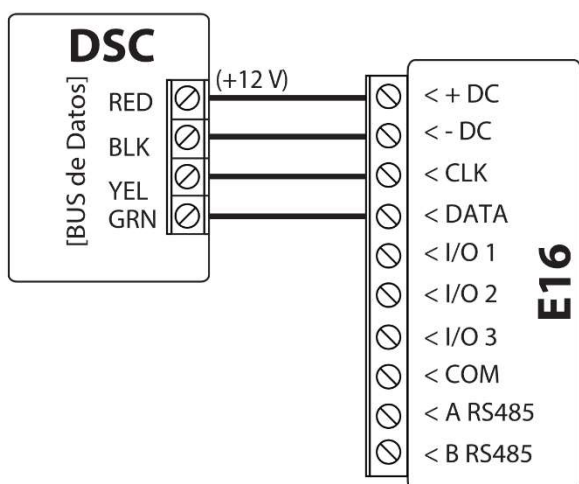 DSC
[BUS de Datos]
RED
BLK
YEL
GRN
(+12 V)
< + DC
< - DC
< CLK
< DATA
< I/O 1
< I/O 2
< I/O 3
< COM
< A RS485
< B RS485
E16